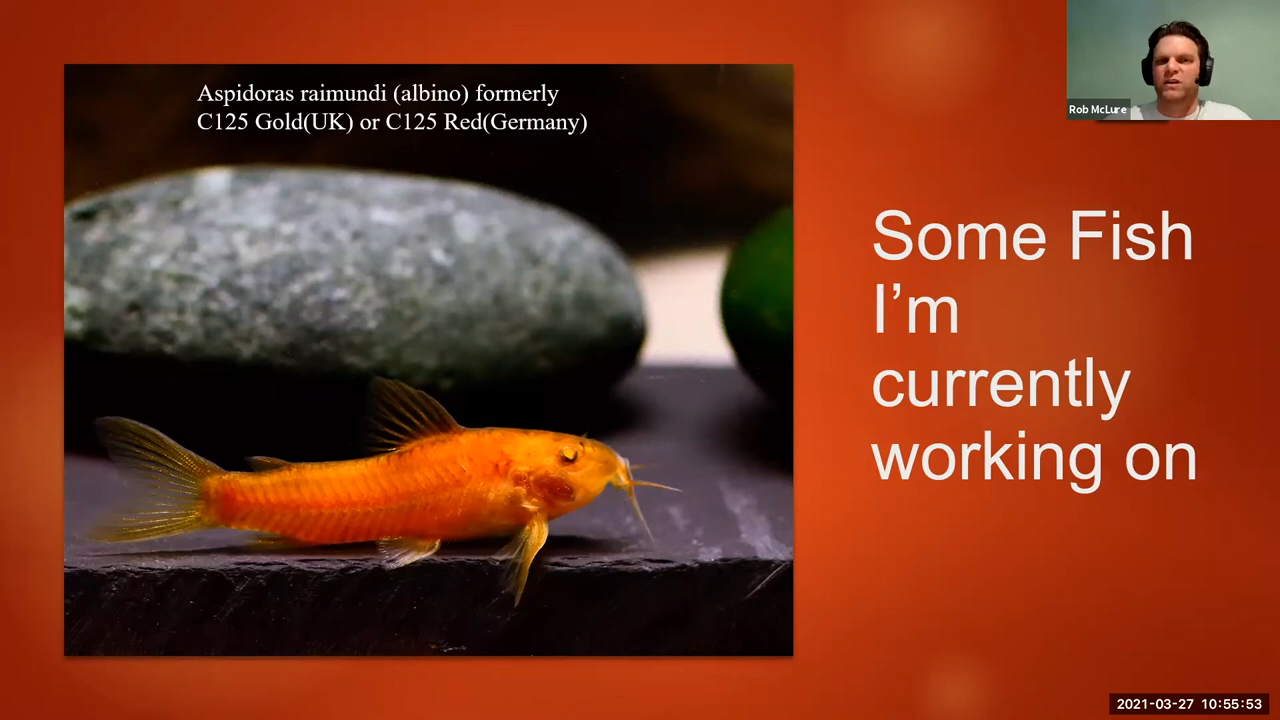 Aspidoras raimundi (albino) formerly
C125 Gold(UK) or C125 Red(Germany)
Rob McLure
Some Fish
I’m
currently
working on
2021-03-27 10:55:53